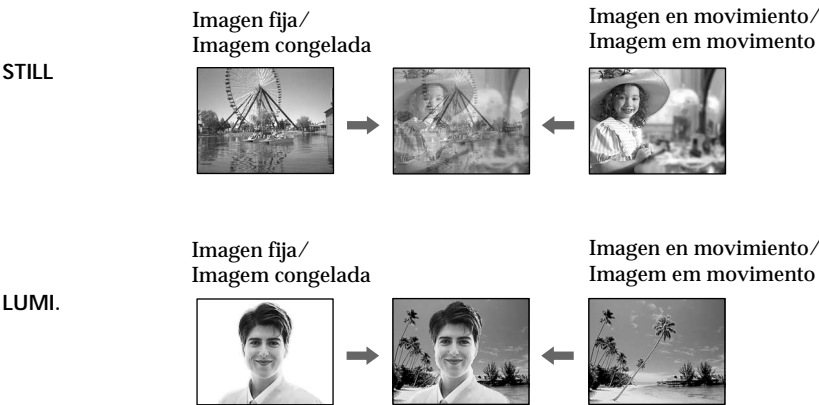 Imagen fija/
Imagem congelada
Imagen en movimiento/
Imagem em movimento
STILL
Imagen fija/
Imagem congelada
Imagen en movimiento/
Imagem em movimento
LUMI.